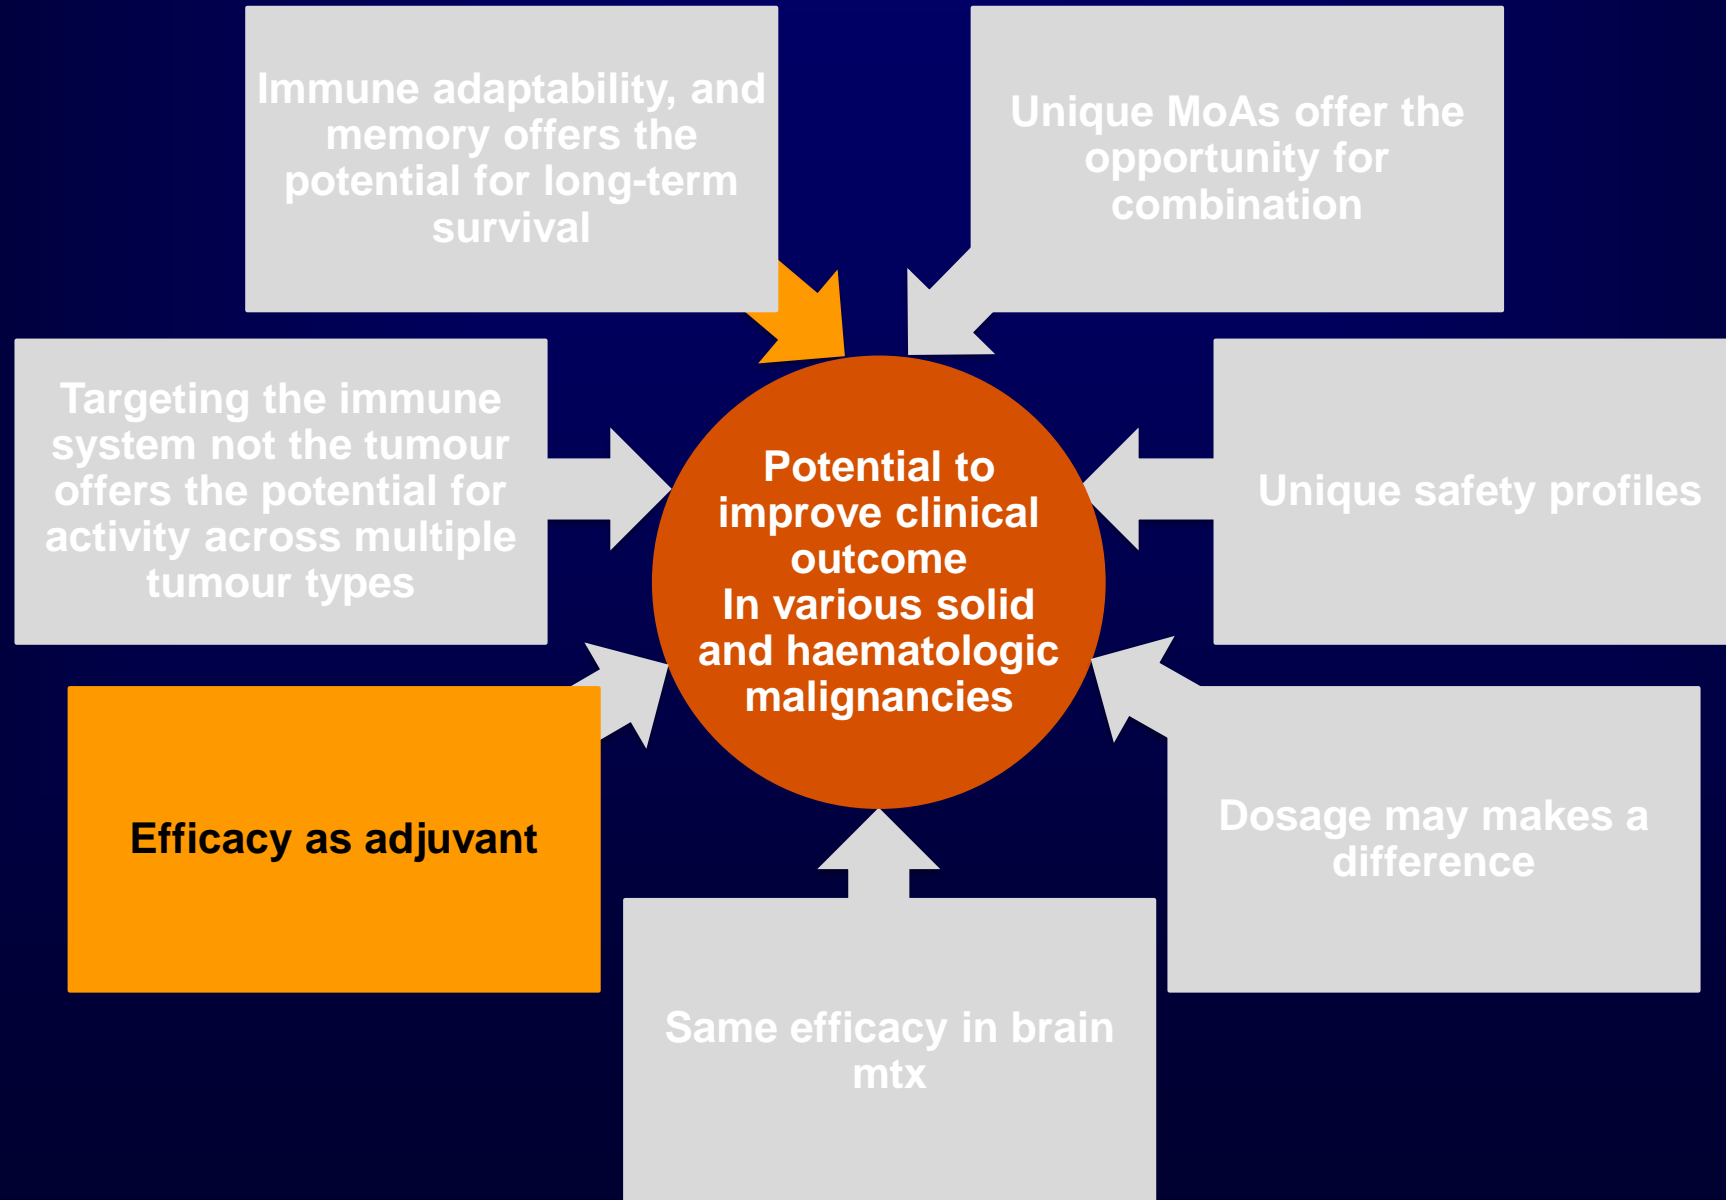 Immune adaptability, and
memory offers the
potential for long-term
survival
Unique MoAs offer the
opportunity for
combination
Targeting the immune
system not the tumour
offers the potential for
activity across multiple
tumour types
Potential to
improve clinical
outcome
In various solid
and haematologic
malignancies
Unique safety profiles
Efficacy as adjuvant
Dosage may makes a
difference
Same efficacy in brain
mtx